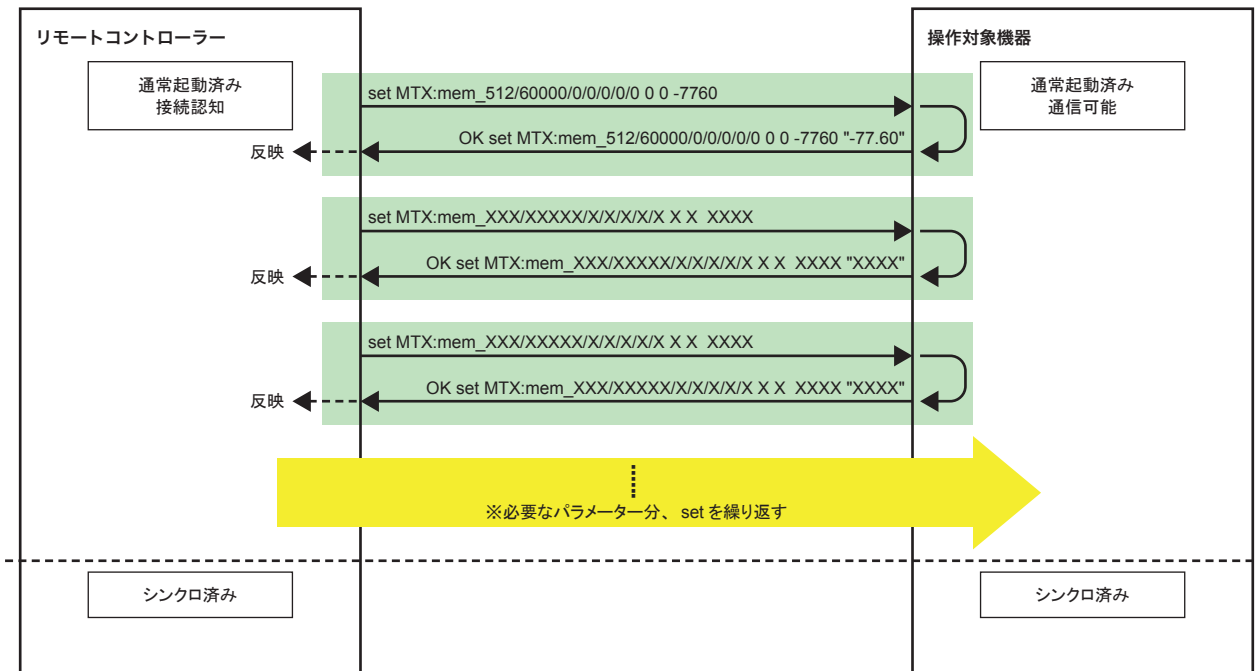 リモートコントローラー
操作対象機器
通常起動済み
接続認知
通常起動済み
通信可能
set MTX:mem_512/60000/0/0/0/0/0 0 0 -7760
OK set MTX:mem_512/60000/0/0/0/0/0 0 0 -7760 "-77.60"
反映
set MTX:mem_XXX/XXXXX/X/X/X/X/X X X  XXXX
OK set MTX:mem_XXX/XXXXX/X/X/X/X/X X X  XXXX "XXXX"
反映
set MTX:mem_XXX/XXXXX/X/X/X/X/X X X  XXXX
OK set MTX:mem_XXX/XXXXX/X/X/X/X/X X X  XXXX "XXXX"
反映
※必要なパラメーター分、set を繰り返す
シンクロ済み
シンクロ済み